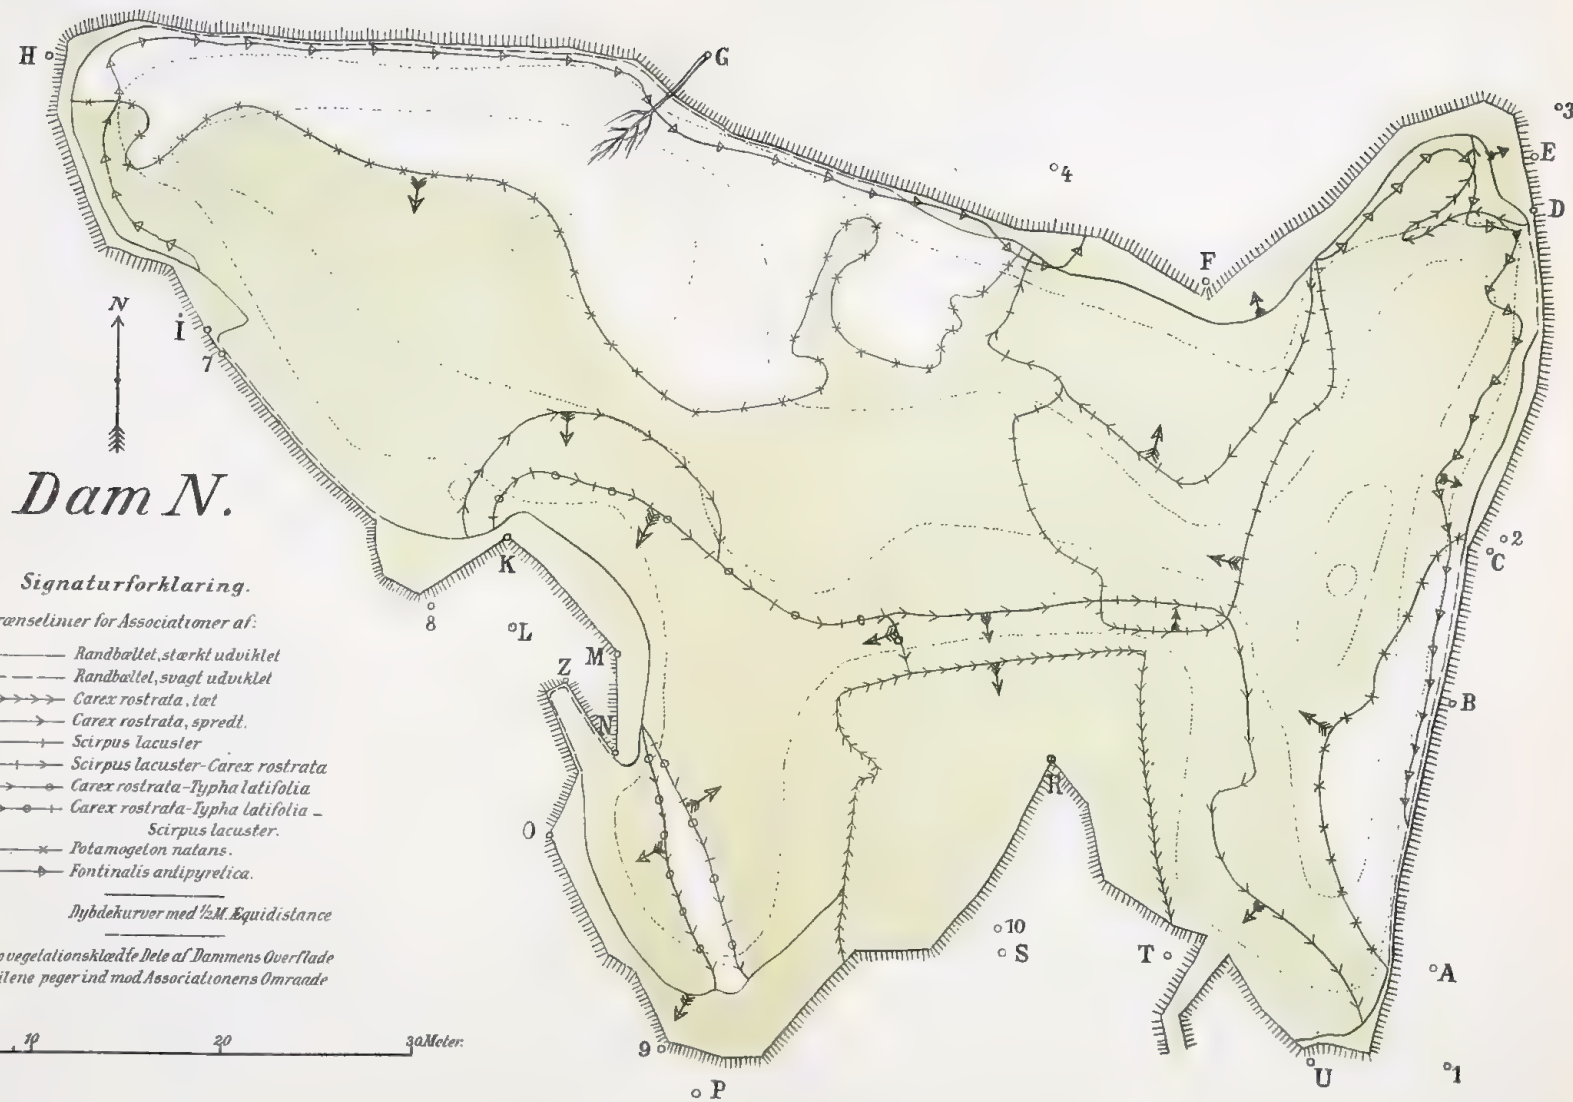 H
G
3
4
E
D
F
N
İ
7
Dam N.
2
C
K
8
L
M
Z
N
B
O
R
10
S
T
A
9
P
U
1
Signaturforklaring.
rænselinier for Associationer af:
Randbæltet, stærkt udviklet
Randbæltet, svagt udviklet
Carex rostrata, tæt
Carex rostrata, spredt.
Scirpus lacuster
Scirpus lacuster-Carex rostrata
Carex rostrata-Typha latifolia
Carex rostrata-Typha latifolia –
Scirpus lacuster.
Potamogeton natans.
Fontinalis antipyretica.
Dybdekurver med ½ M. Æquidistance
vegetationsklædte Dele af Dammens Overflade
ilene peger ind mod Associationens Omraade
10 20 30 Meter.